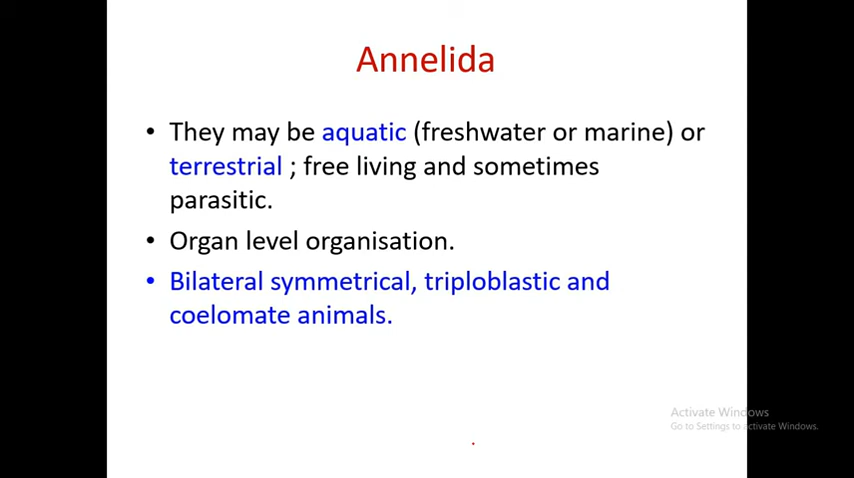 Annelida
• They may be aquatic (freshwater or marine) or
terrestrial ; free living and sometimes
parasitic.
• Organ level organisation.
• Bilateral symmetrical, triploblastic and
coelomate animals.
Activate Windows
Go to Settings to activate Windows.